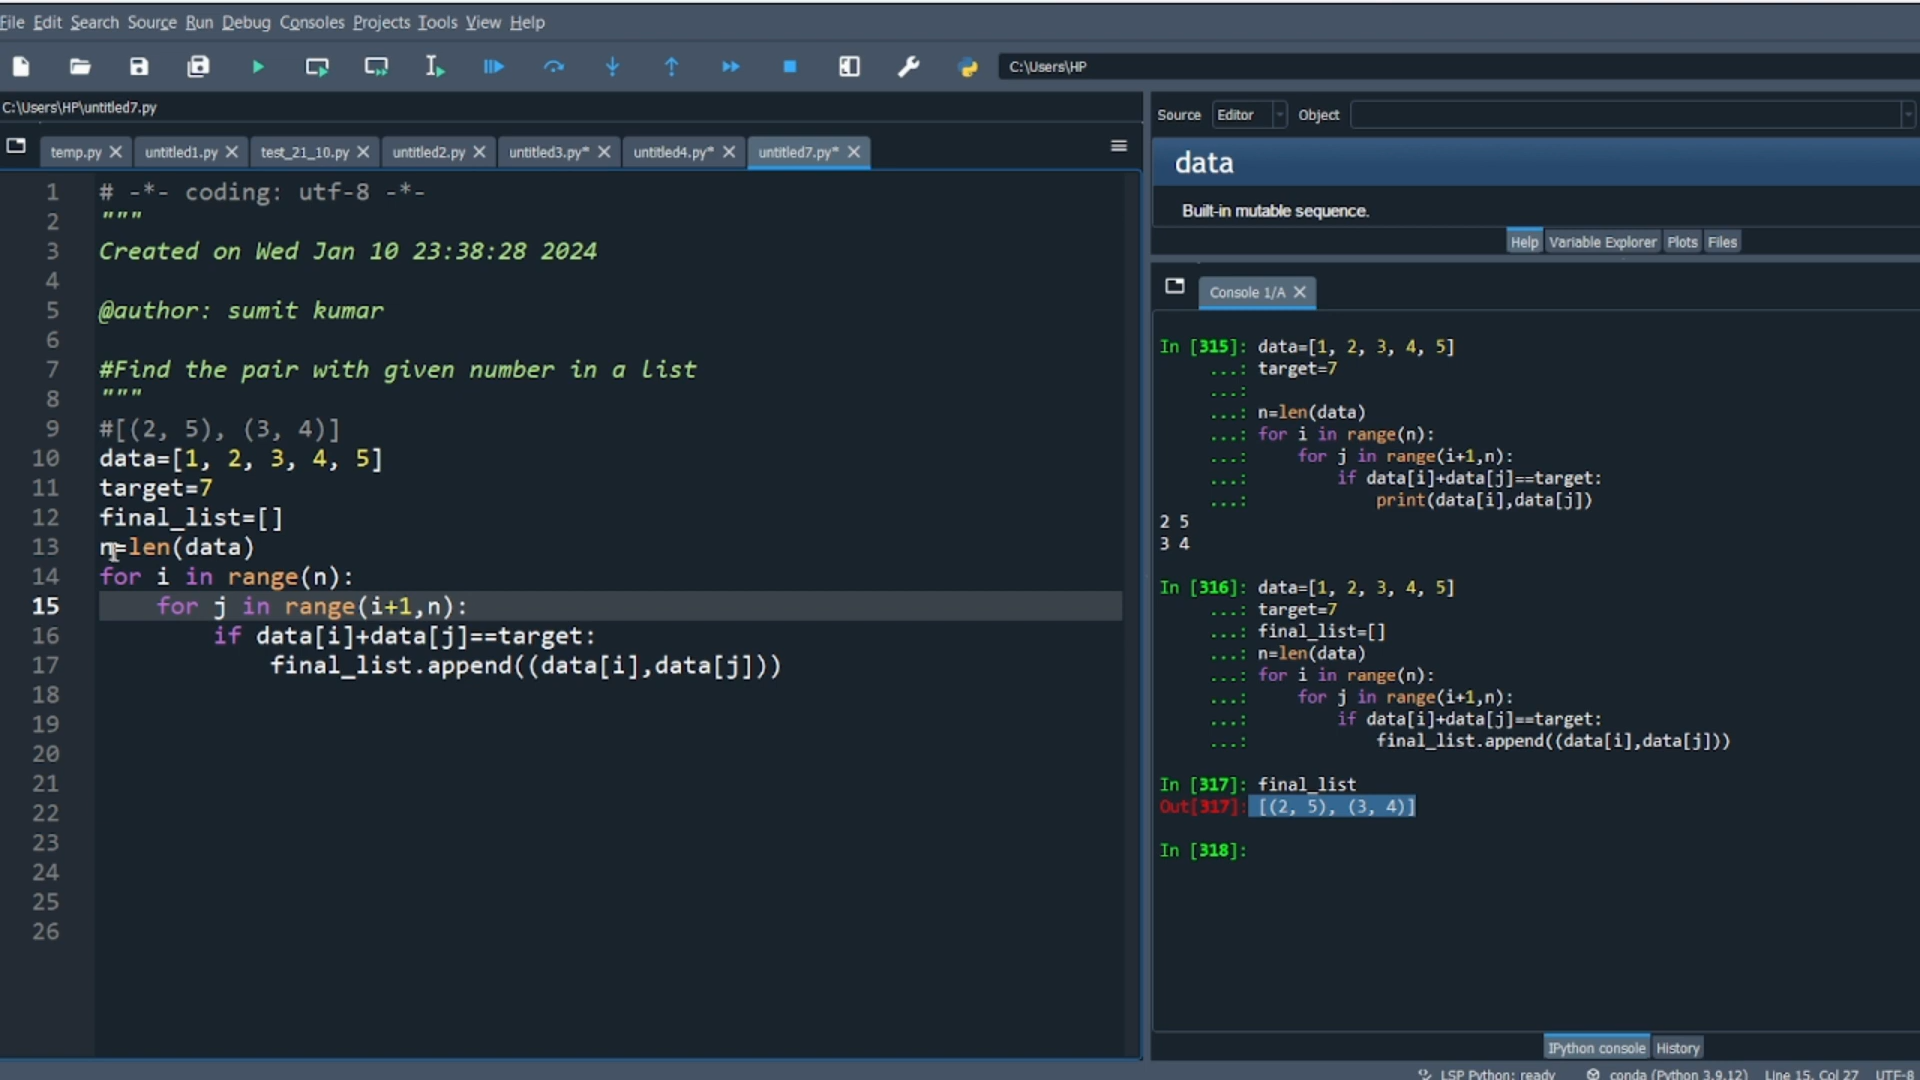 File Edit Search Source Run Debug Consoles Projects Tools View Help
C:\Users\HP
C:\Users\HP\untitled7.py
temp.py untitled1.py test_21_10.py untitled2.py untitled3.py* untitled4.py* untitled7.py*
1 # -*- coding: utf-8 -*-
2 """
3 Created on Wed Jan 10 23:38:28 2024
4
5 @author: sumit kumar
6
7 #Find the pair with given number in a list
8 """
9 #[(2, 5), (3, 4)]
10 data=[1, 2, 3, 4, 5]
11 target=7
12 final_list=[]
13 n=len(data)
14 for i in range(n):
15 for j in range(i+1,n):
16 if data[i]+data[j]==target:
17 final_list.append((data[i],data[j]))
18
19
20
21
22
23
24
25
26
Source Editor Object
data
Built-in mutable sequence.
Help Variable Explorer Plots Files
Console 1/A
In [315]: data=[1, 2, 3, 4, 5]
...: target=7
...:
...: n=len(data)
...: for i in range(n):
...: for j in range(i+1,n):
...: if data[i]+data[j]==target:
...: print(data[i],data[j])
2 5
3 4
In [316]: data=[1, 2, 3, 4, 5]
...: target=7
...: final_list=[]
...: n=len(data)
...: for i in range(n):
...: for j in range(i+1,n):
...: if data[i]+data[j]==target:
...: final_list.append((data[i],data[j]))
In [317]: final_list
Out[317]: [(2, 5), (3, 4)]
In [318]:
IPython console History
LSP Python: ready conda (Python 3.9.12) Line 15, Col 27 UTF-8